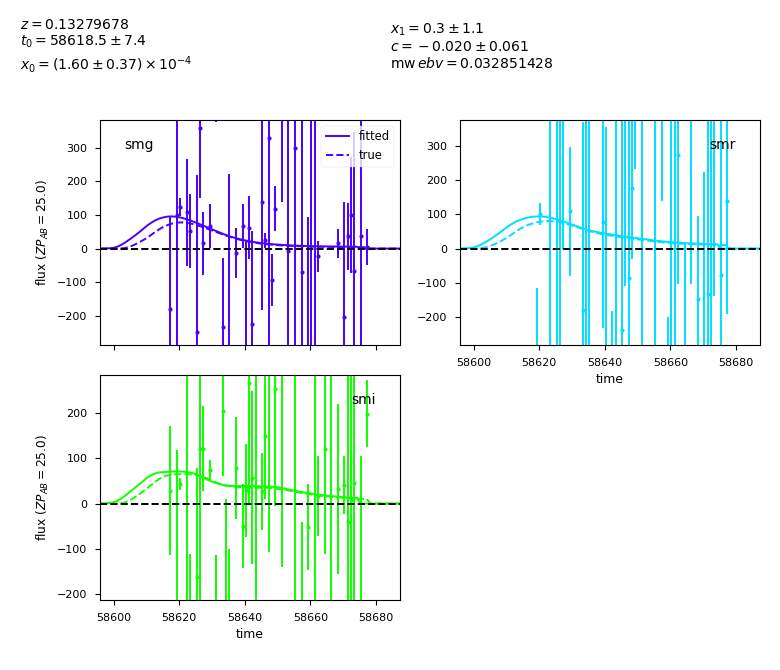 z = 0.13279678
t₀ = 58618.5 ± 7.4
x₀ = (1.60 ± 0.37) × 10⁻⁴
x₁ = 0.3 ± 1.1
c = −0.020 ± 0.061
mw ebv = 0.032851428
smg
fitted
true
300
200
100
0
−100
−200
flux (ZP_AB = 25.0)
smr
300
200
100
0
−100
−200
58600 58620 58640 58660 58680
time
smi
200
100
0
−100
−200
flux (ZP_AB = 25.0)
58600 58620 58640 58660 58680
time